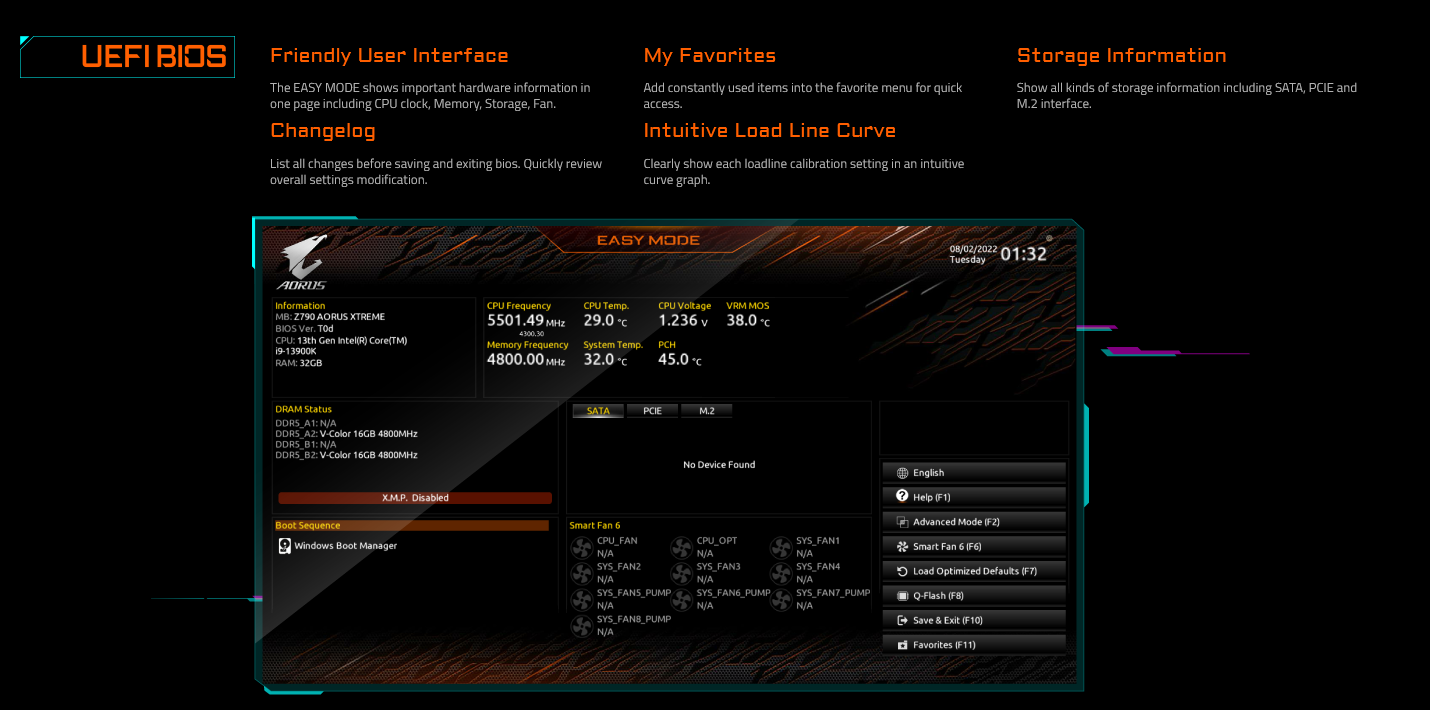 UEFI BIOS
Friendly User Interface
The EASY MODE shows important hardware information in
one page including CPU clock, Memory, Storage, Fan.
My Favorites
Add constantly used items into the favorite menu for quick
access.
Storage Information
Show all kinds of storage information including SATA, PCIE and
M.2 interface.
Changelog
List all changes before saving and exiting bios. Quickly review
overall settings modification.
Intuitive Load Line Curve
Clearly show each loadline calibration setting in an intuitive
curve graph.
AORUS
EASY MODE
08/02/2022
Tuesday
01:32
Information
MB: Z790 AORUS XTREME
BIOS Ver. T0d
CPU: 13th Gen Intel(R) Core(TM)
i9-13900K
RAM: 32GB
CPU Frequency
5501.49 MHz
4300.30
CPU Temp.
29.0 °C
CPU Voltage
1.236 V
VRM MOS
38.0 °C
Memory Frequency
4800.00 MHz
System Temp.
32.0 °C
PCH
45.0 °C
DRAM Status
DDR5_A1: N/A
DDR5_A2: V-Color 16GB 4800MHz
DDR5_B1: N/A
DDR5_B2: V-Color 16GB 4800MHz
X.M.P. Disabled
SATA PCIE M.2
No Device Found
Boot Sequence
Windows Boot Manager
Smart Fan 6
CPU_FAN
N/A
CPU_OPT
N/A
SYS_FAN1
N/A
SYS_FAN2
N/A
SYS_FAN3
N/A
SYS_FAN4
N/A
SYS_FAN5_PUMP
N/A
SYS_FAN6_PUMP
N/A
SYS_FAN7_PUMP
N/A
SYS_FAN8_PUMP
N/A
English
Help (F1)
Advanced Mode (F2)
Smart Fan 6 (F6)
Load Optimized Defaults (F7)
Q-Flash (F8)
Save & Exit (F10)
Favorites (F11)